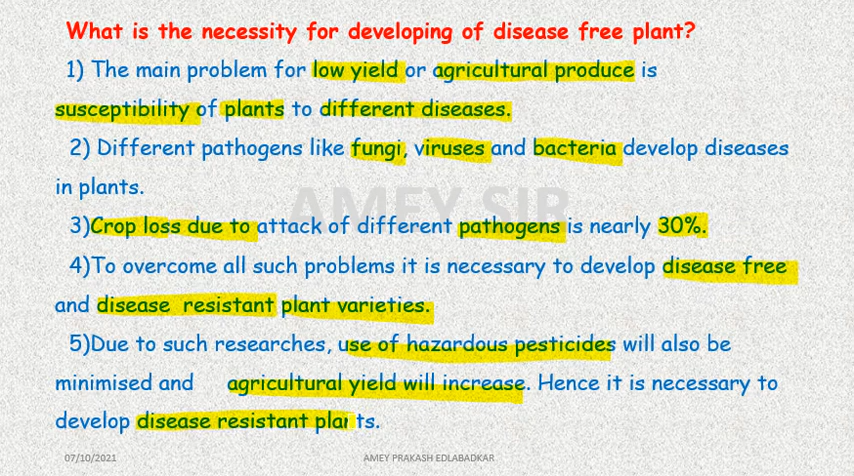 What is the necessity for developing of disease free plant?
1) The main problem for low yield or agricultural produce is
susceptibility of plants to different diseases.
2) Different pathogens like fungi, viruses and bacteria develop diseases
in plants.
AMEY SIR
3)Crop loss due to attack of different pathogens is nearly 30%.
4)To overcome all such problems it is necessary to develop disease free
and disease resistant plant varieties.
5)Due to such researches, use of hazardous pesticides will also be
minimised and agricultural yield will increase. Hence it is necessary to
develop disease resistant plants.
07/10/2021 AMEY PRAKASH EDLABADKAR